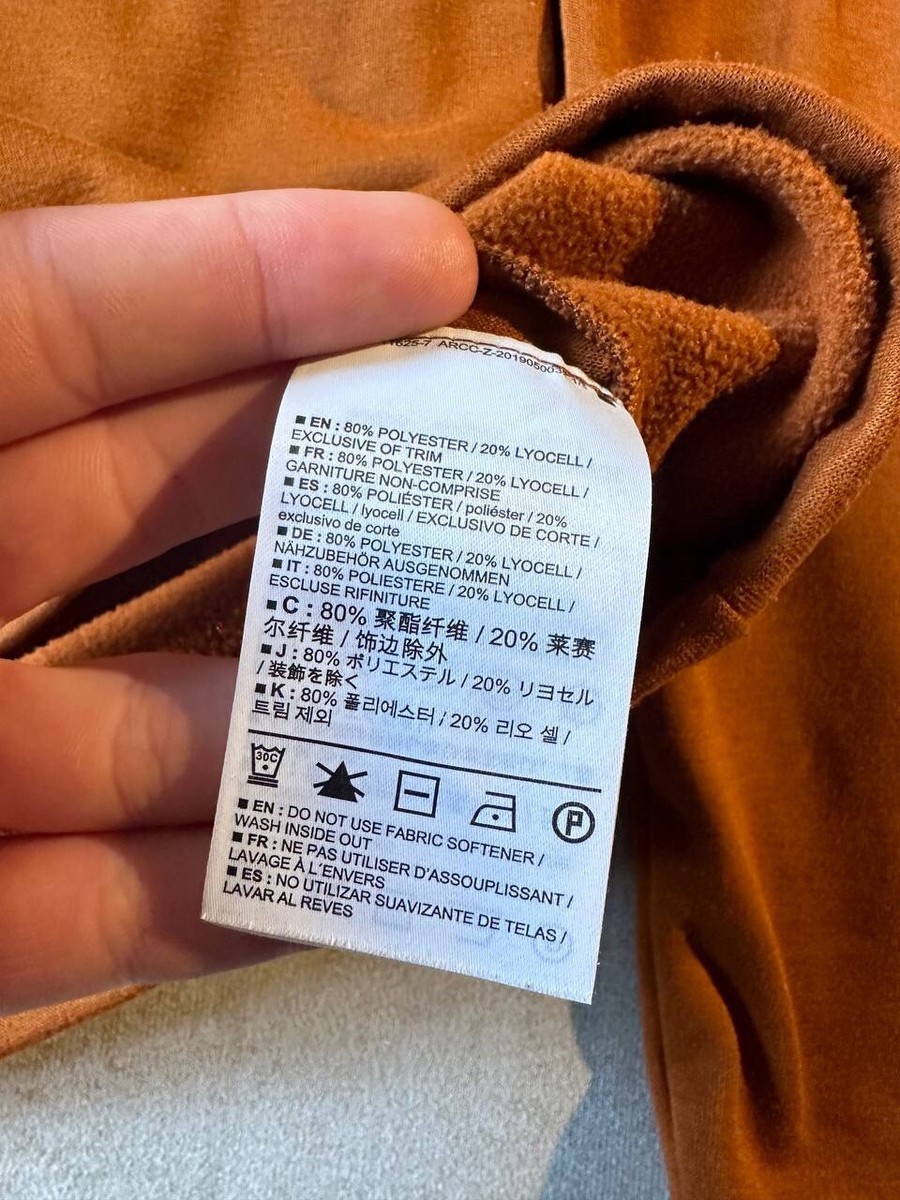 1625-7 ARCC-Z-20190500
■ EN : 80% POLYESTER / 20% LYOCELL /
EXCLUSIVE OF TRIM
■ FR : 80% POLYESTER / 20% LYOCELL /
GARNITURE NON-COMPRISE
■ ES : 80% POLIÉSTER / poliéster / 20%
LYOCELL / lyocell / EXCLUSIVO DE CORTE /
exclusivo de corte
■ DE : 80% POLYESTER / 20% LYOCELL /
NÄHZUBEHÖR AUSGENOMMEN
■ IT : 80% POLIESTERE / 20% LYOCELL /
ESCLUSE RIFINITURE
■ C : 80% 聚酯纤维 / 20% 莱赛
尔纤维 / 饰边除外
■ J : 80% ポリエステル / 20% リヨセル
/ 装飾を除く
■ K : 80% 폴리에스터 / 20% 리오 셀 /
트림 제외
30C
P
■ EN : DO NOT USE FABRIC SOFTENER /
WASH INSIDE OUT
■ FR : NE PAS UTILISER D'ASSOUPLISSANT /
LAVAGE À L'ENVERS
■ ES : NO UTILIZAR SUAVIZANTE DE TELAS /
LAVAR AL REVES